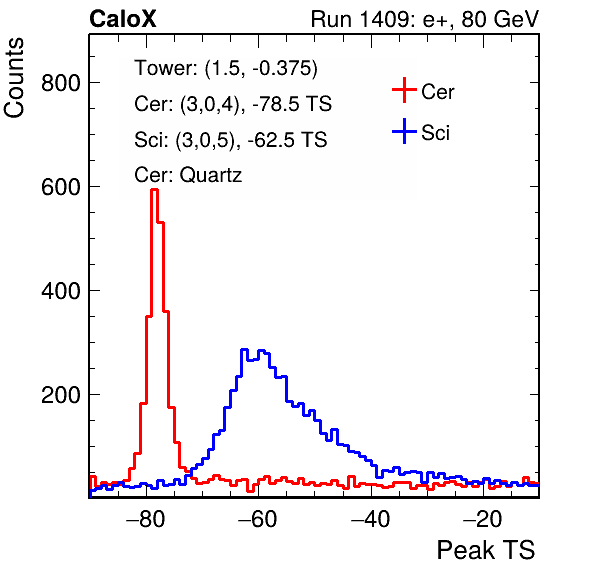 CaloX
Run 1409: e+, 80 GeV
Counts
Tower: (1.5, -0.375)
Cer: (3,0,4), -78.5 TS
Sci: (3,0,5), -62.5 TS
Cer: Quartz
Cer
Sci
800
600
400
200
−80 −60 −40 −20
Peak TS